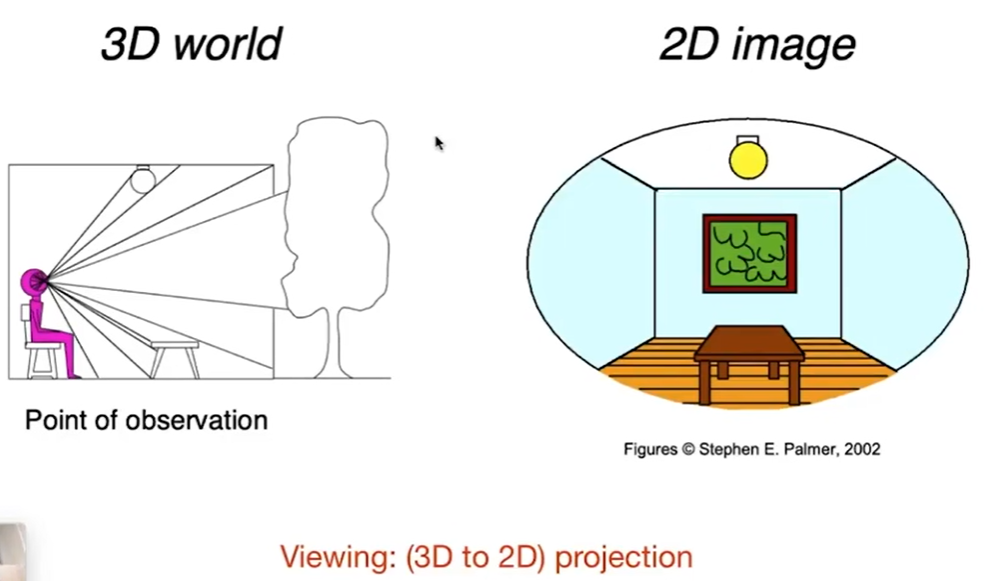 3D world
2D image
Point of observation
Figures © Stephen E. Palmer, 2002
Viewing: (3D to 2D) projection